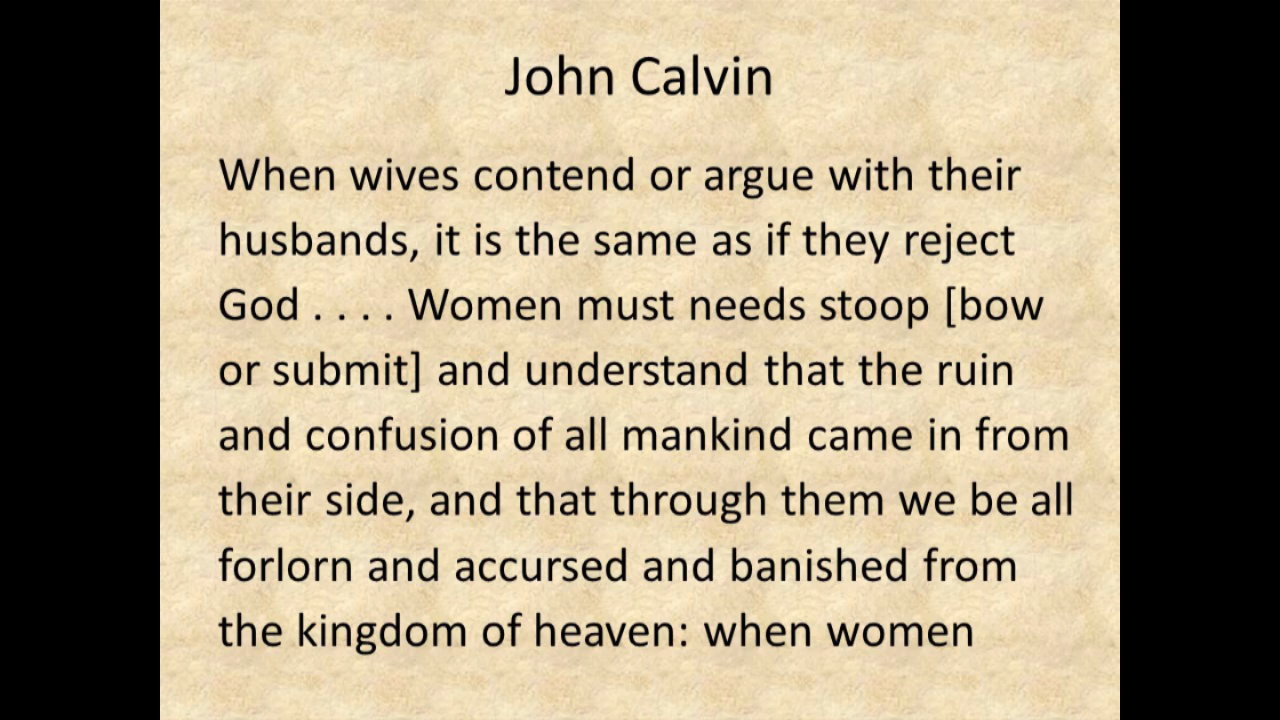 John Calvin
When wives contend or argue with their
husbands, it is the same as if they reject
God . . . . Women must needs stoop [bow
or submit] and understand that the ruin
and confusion of all mankind came in from
their side, and that through them we be all
forlorn and accursed and banished from
the kingdom of heaven: when women